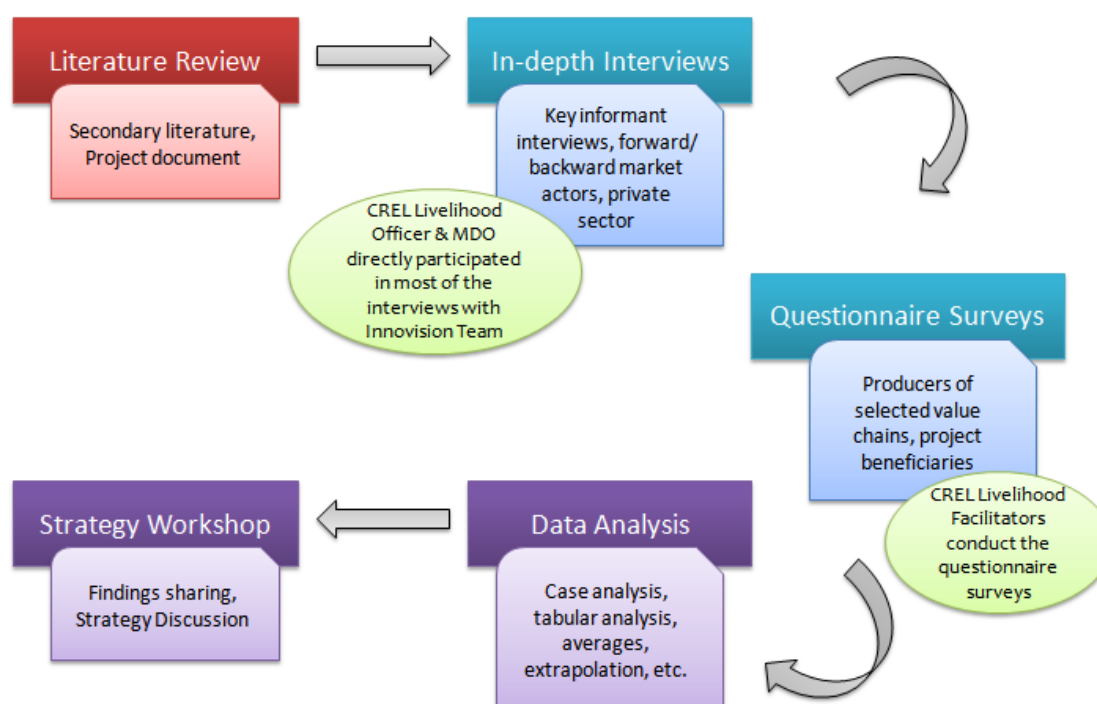 Literature Review
Secondary literature,
Project document
In-depth Interviews
Key informant
interviews, forward/
backward market
actors, private
sector
CREL Livelihood
Officer & MDO
directly participated
in most of the
interviews with
Innovision Team
Questionnaire Surveys
Producers of
selected value
chains, project
beneficiaries
CREL Livelihood
Facilitators
conduct the
questionnaire
surveys
Data Analysis
Case analysis,
tabular analysis,
averages,
extrapolation, etc.
Strategy Workshop
Findings sharing,
Strategy Discussion